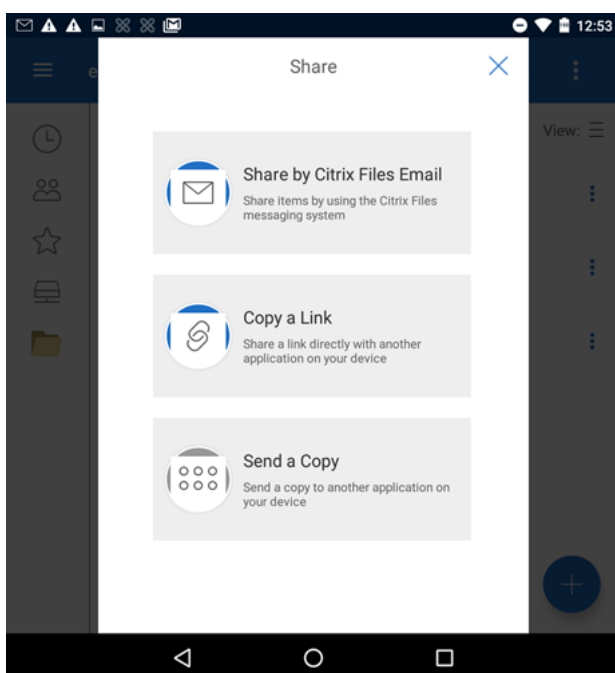 12:53
e
Share
View:
Share by Citrix Files Email
Share items by using the Citrix Files
messaging system
Copy a Link
Share a link directly with another
application on your device
Send a Copy
Send a copy to another application on
your device